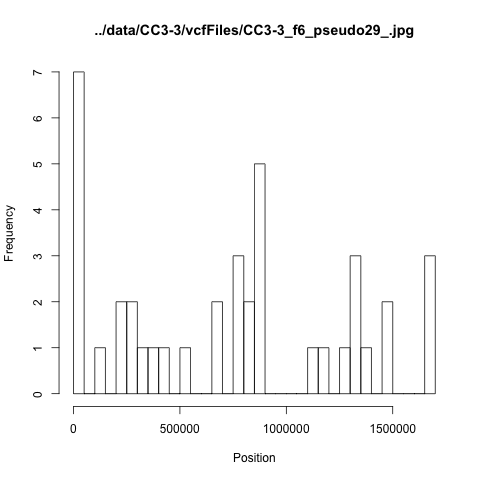 ../data/CC3-3/vcfFiles/CC3-3_f6_pseudo29_.jpg
7
6
5
4
3
2
1
0
Frequency
0 500000 1000000 1500000
Position